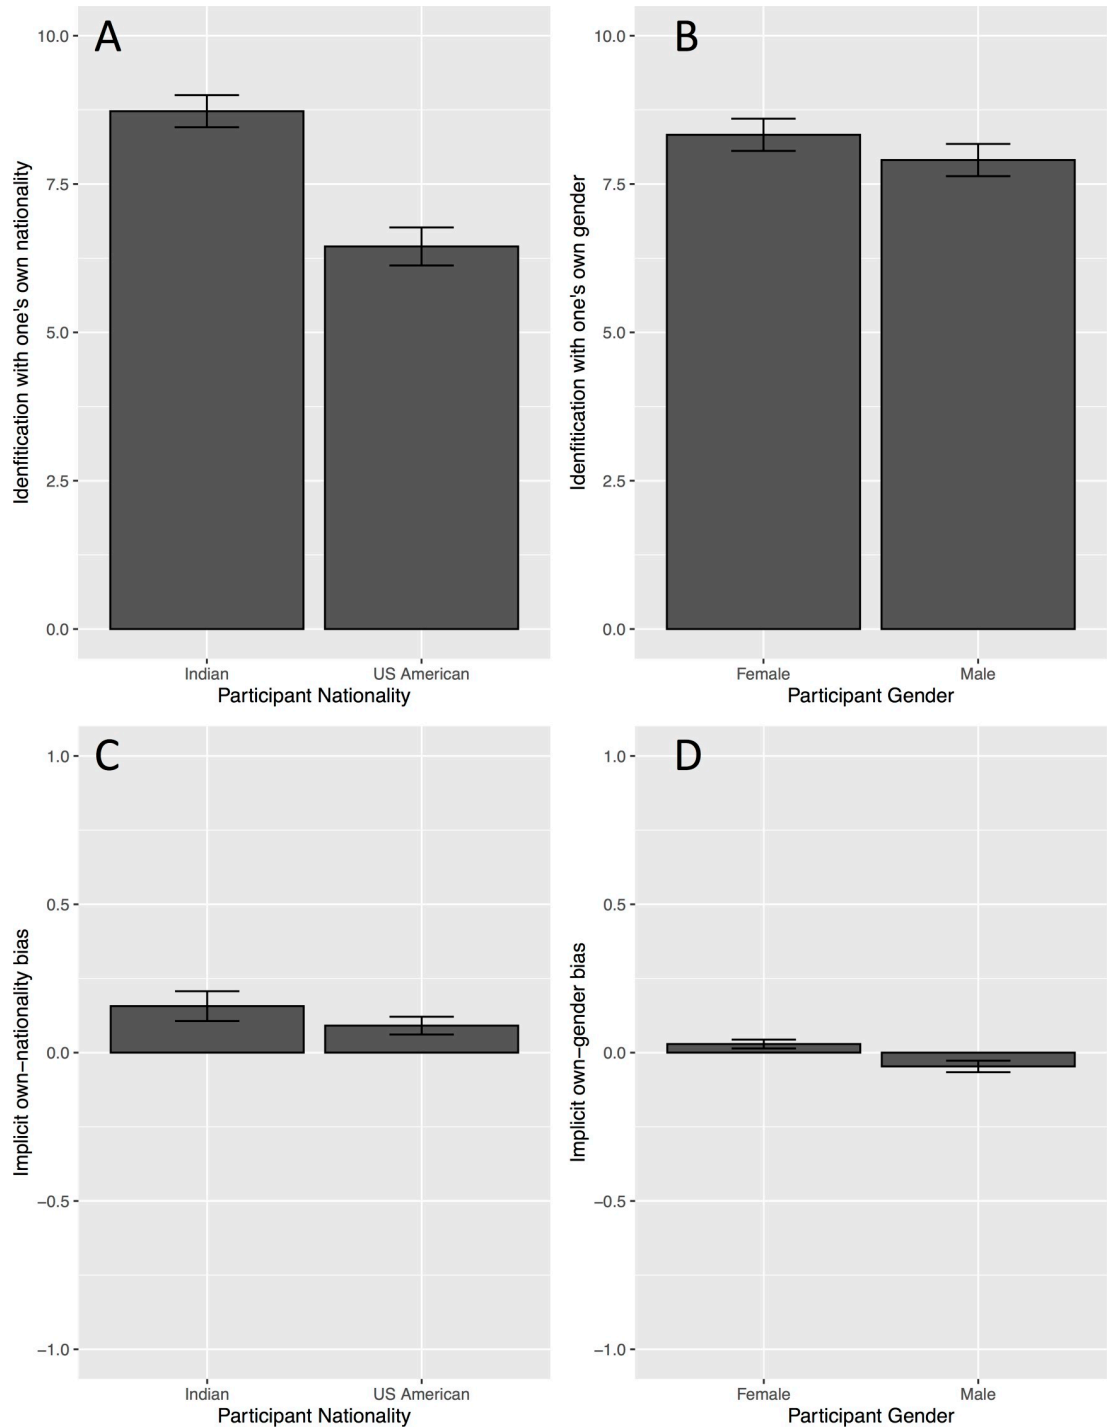 A
Idenfitication with one's own nationality
10.0
7.5
5.0
2.5
0.0
Indian
US American
Participant Nationality
B
Idenfitication with one's own gender
10.0
7.5
5.0
2.5
0.0
Female
Male
Participant Gender
C
Implicit own−nationality bias
1.0
0.5
0.0
−0.5
−1.0
Indian
US American
Participant Nationality
D
Implicit own−gender bias
1.0
0.5
0.0
−0.5
−1.0
Female
Male
Participant Gender